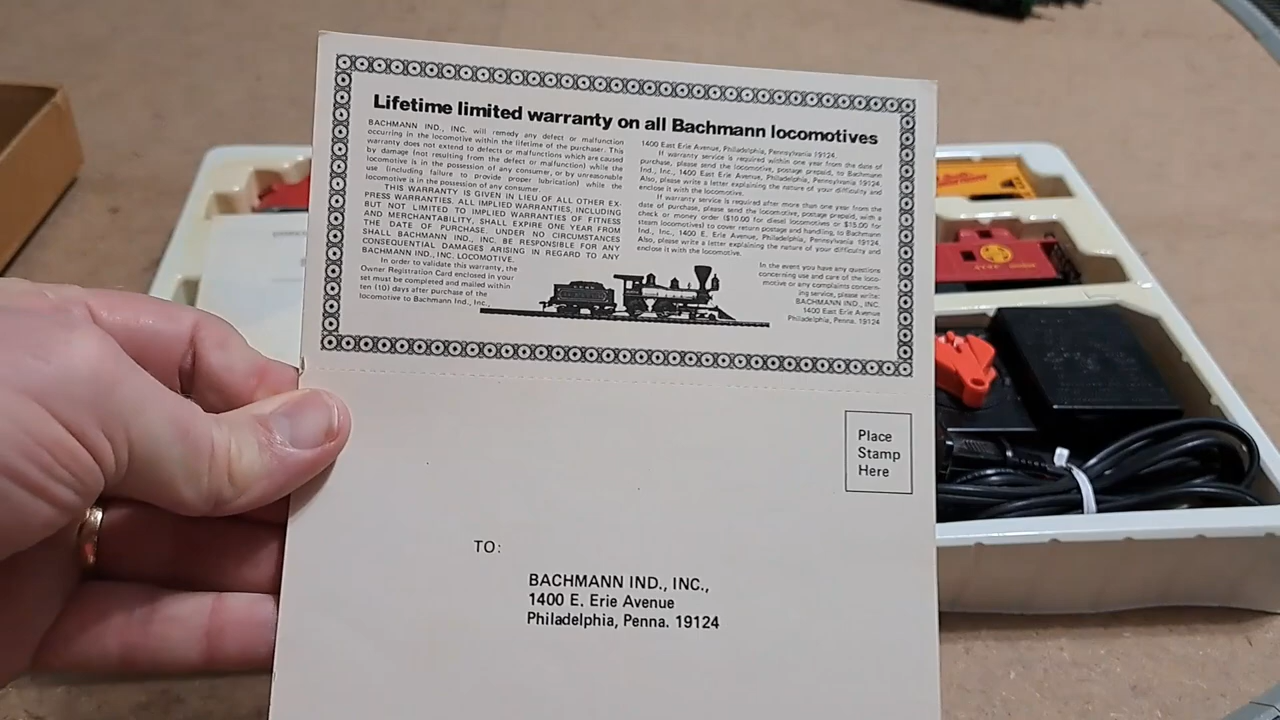 Lifetime limited warranty on all Bachmann locomotives
BACHMANN IND., INC. will remedy any defect or malfunction
occurring in the locomotive within the lifetime of the purchaser. This
warranty does not extend to defects or malfunctions which are caused
by damage (not resulting from the defect or malfunction) while the
locomotive is in the possession of any consumer, or by unreasonable
use (including failure to provide proper lubrication) while the
locomotive is in the possession of any consumer.
THIS WARRANTY IS GIVEN IN LIEU OF ALL OTHER EX-
PRESS WARRANTIES. ALL IMPLIED WARRANTIES, INCLUDING
BUT NOT LIMITED TO IMPLIED WARRANTIES OF FITNESS
AND MERCHANTABILITY, SHALL EXPIRE ONE YEAR FROM
THE DATE OF PURCHASE. UNDER NO CIRCUMSTANCES
SHALL BACHMANN IND., INC. BE RESPONSIBLE FOR ANY
CONSEQUENTIAL DAMAGES ARISING IN REGARD TO ANY
BACHMANN IND., INC. LOCOMOTIVE.
In order to validate this warranty, the
Owner Registration Card enclosed in your
set must be completed and mailed within
ten (10) days after purchase of the
locomotive to Bachmann Ind., Inc.,
1400 East Erie Avenue, Philadelphia, Pennsylvania 19124.
If warranty service is required within one year from the date of
purchase, please send the locomotive, postage prepaid, to Bachmann
Ind., Inc., 1400 East Erie Avenue, Philadelphia, Pennsylvania 19124.
Also, please write a letter explaining the nature of your difficulty and
enclose it with the locomotive.
If warranty service is required after more than one year from the
date of purchase, please send the locomotive, postage prepaid, with a
check or money order ($10.00 for diesel locomotives or $15.00 for
steam locomotives) to cover return postage and handling, to Bachmann
Ind., Inc., 1400 E. Erie Avenue, Philadelphia, Pennsylvania 19124.
Also, please write a letter explaining the nature of your difficulty and
enclose it with the locomotive.
In the event you have any questions
concerning use and care of the loco-
motive or any complaints concern-
ing service, please write:
BACHMANN IND., INC.
1400 East Erie Avenue
Philadelphia, Penna. 19124
Place
Stamp
Here
TO:
BACHMANN IND., INC.,
1400 E. Erie Avenue
Philadelphia, Penna. 19124